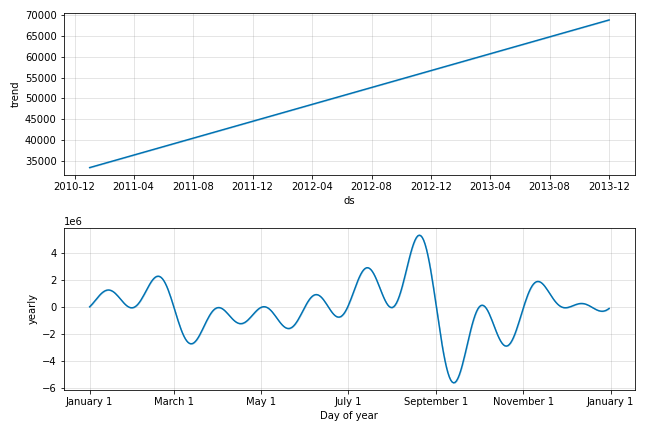 70000
65000
60000
55000
50000
45000
40000
35000
trend
2010-12 2011-04 2011-08 2011-12 2012-04 2012-08 2012-12 2013-04 2013-08 2013-12
ds
1e6
4
2
0
−2
−4
−6
yearly
January 1 March 1 May 1 July 1 September 1 November 1 January 1
Day of year